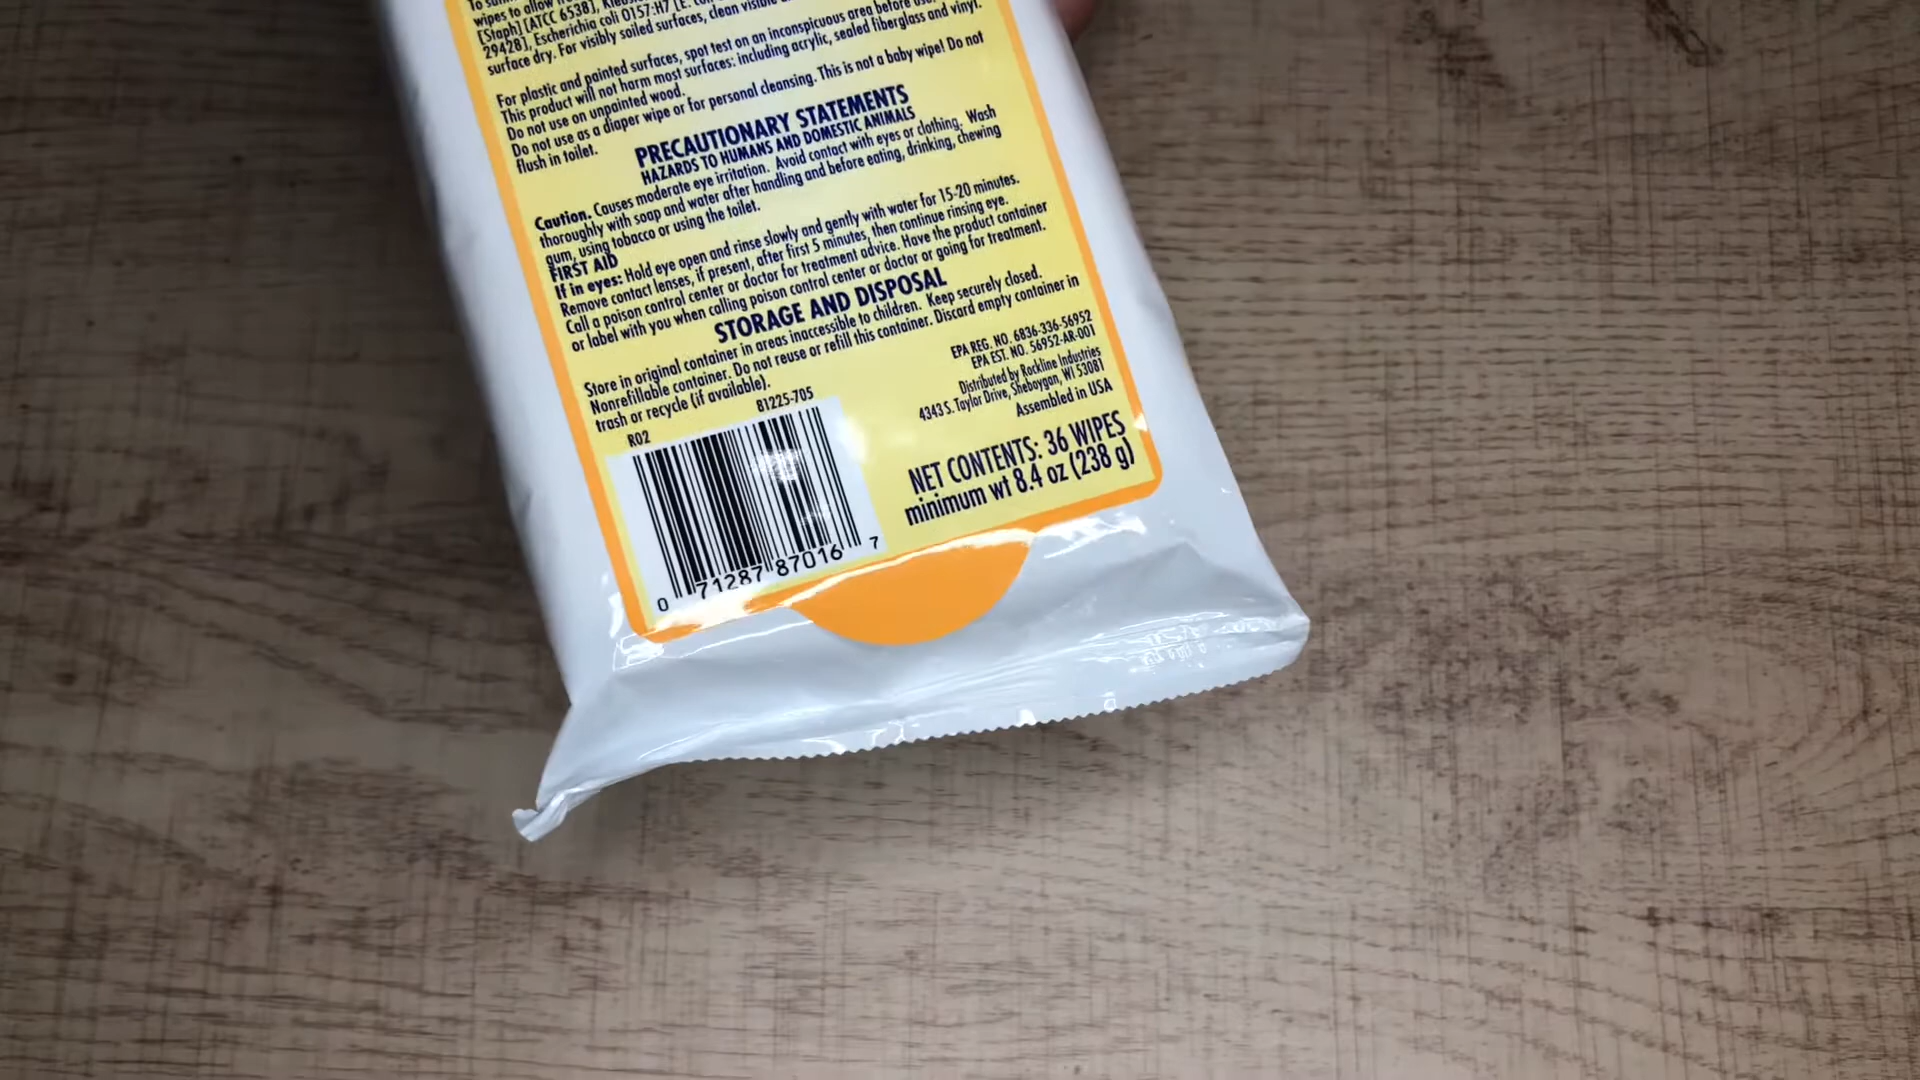 wipes to allow
[Staph] [ATCC 6538],
29428], Escherichia coli O157:H7 [E.
surface dry. For visibly soiled surfaces, clean visible
For plastic and painted surfaces, spot test on an inconspicuous area before
This product will not harm most surfaces: including acrylic, sealed fiberglass and vinyl.
Do not use on unpainted wood.
Do not use as a diaper wipe or for personal cleansing. This is not a baby wipe! Do not
flush in toilet.
PRECAUTIONARY STATEMENTS
HAZARDS TO HUMANS AND DOMESTIC ANIMALS
Caution. Causes moderate eye irritation. Avoid contact with eyes or clothing. Wash
thoroughly with soap and water after handling and before eating, drinking, chewing
gum, using tobacco or using the toilet.
FIRST AID
If in eyes: Hold eye open and rinse slowly and gently with water for 15-20 minutes.
Remove contact lenses, if present, after first 5 minutes, then continue rinsing eye.
Call a poison control center or doctor for treatment advice. Have the product container
or label with you when calling poison control center or doctor or going for treatment.
STORAGE AND DISPOSAL
Store in original container in areas inaccessible to children. Keep securely closed.
Nonrefillable container. Do not reuse or refill this container. Discard empty container in
trash or recycle (if available).
EPA REG. NO. 6836-336-56952
EPA EST. NO. 56952-AR-001
Distributed by Rockline Industries
4343 S. Taylor Drive, Sheboygan, WI 53081
Assembled in USA
R02 81225-705
0 71287 87016 7
NET CONTENTS: 36 WIPES
minimum wt 8.4 oz (238 g)